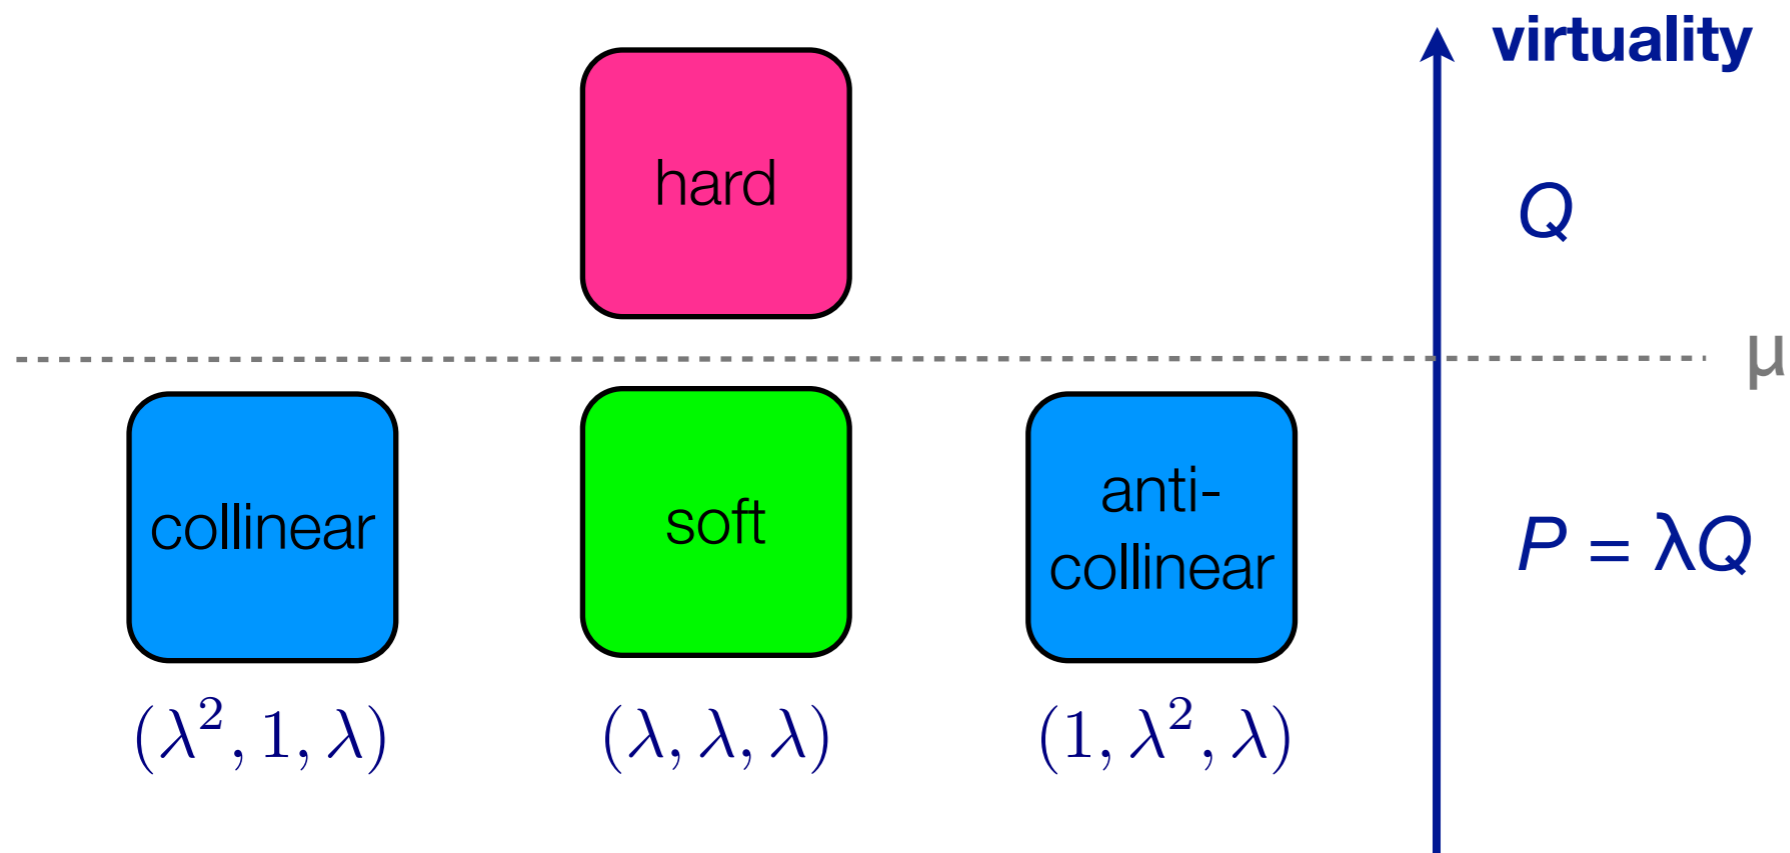 virtuality
hard
Q
μ
collinear
soft
anti-
collinear
P = λQ
(λ², 1, λ)
(λ, λ, λ)
(1, λ², λ)